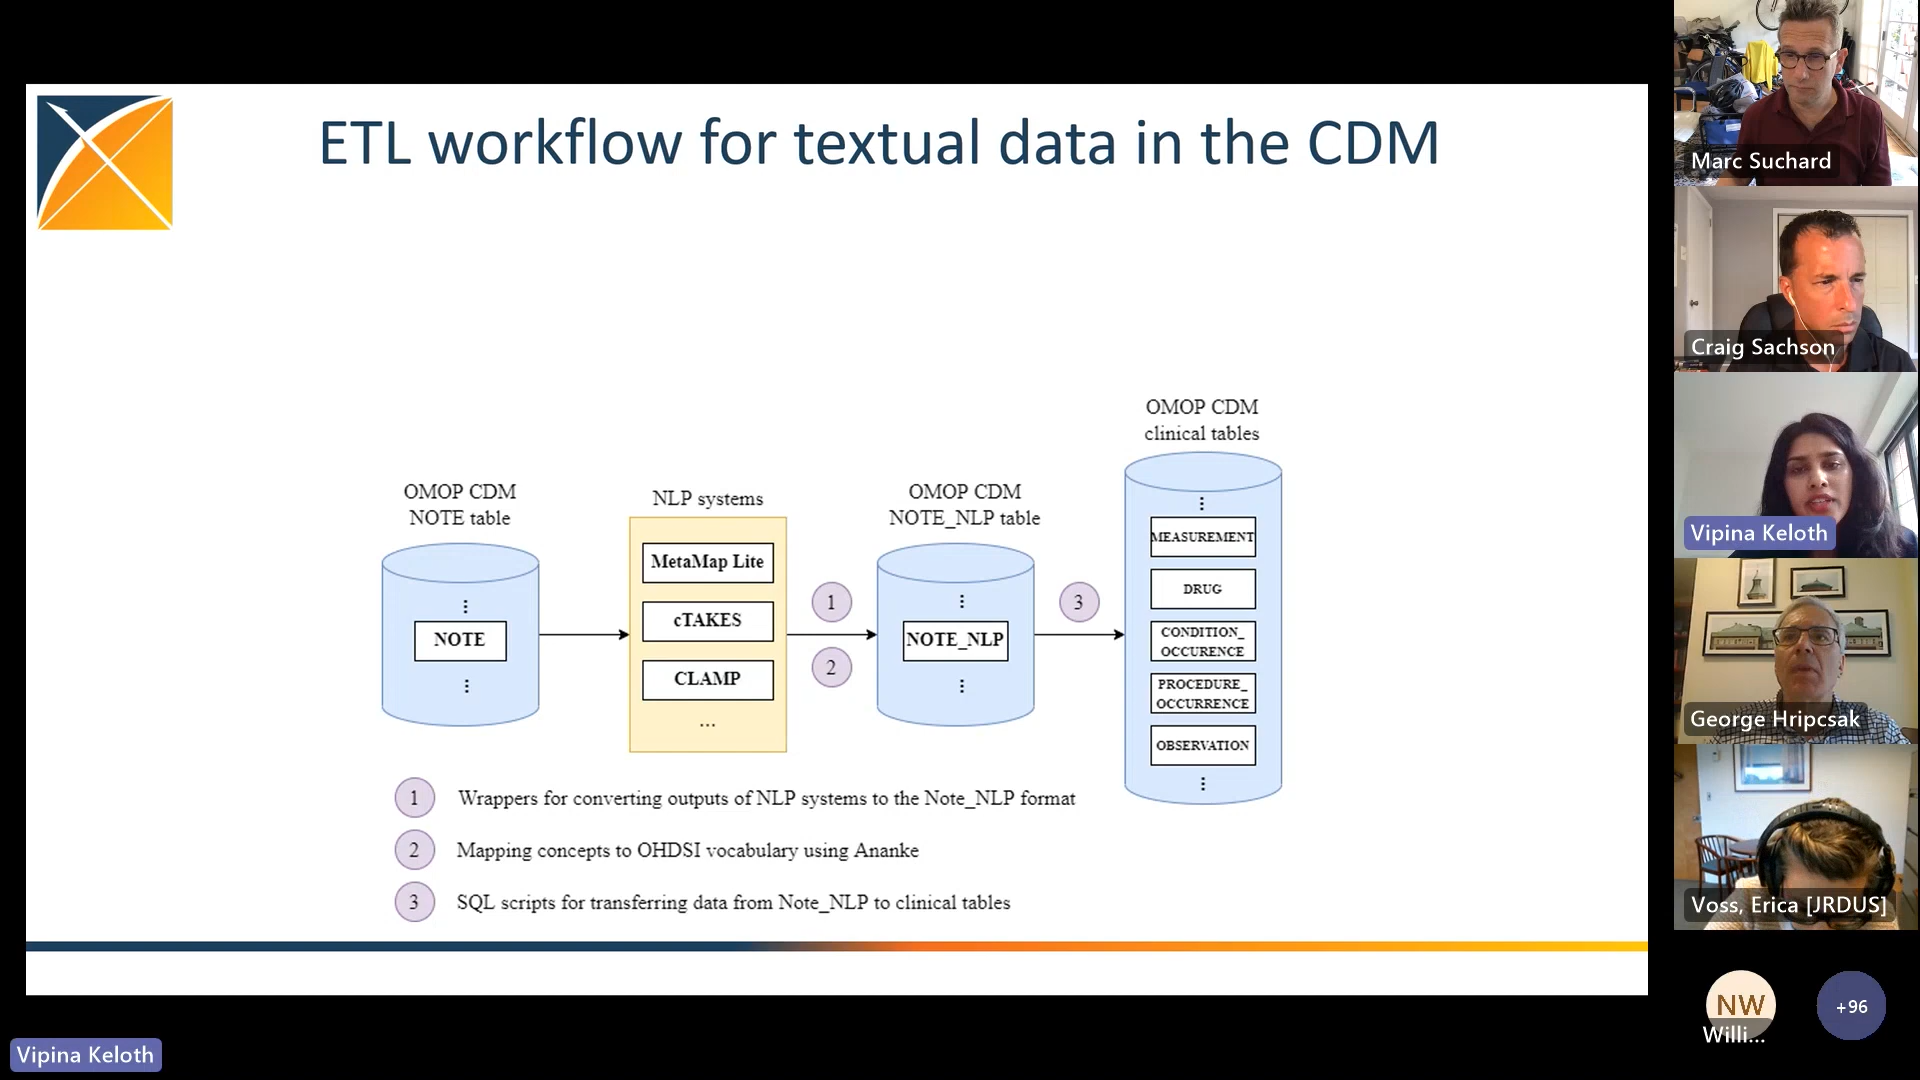 ETL workflow for textual data in the CDM
OMOP CDM
NOTE table
NOTE
NLP systems
MetaMap Lite
cTAKES
CLAMP
...
1
2
OMOP CDM
NOTE_NLP table
NOTE_NLP
3
OMOP CDM
clinical tables
MEASUREMENT
DRUG
CONDITION_
OCCURENCE
PROCEDURE_
OCCURRENCE
OBSERVATION
1 Wrappers for converting outputs of NLP systems to the Note_NLP format
2 Mapping concepts to OHDSI vocabulary using Ananke
3 SQL scripts for transferring data from Note_NLP to clinical tables
Marc Suchard
Craig Sachson
Vipina Keloth
George Hripcsak
Voss, Erica [JRDUS]
NW
Willi...
+96
Vipina Keloth